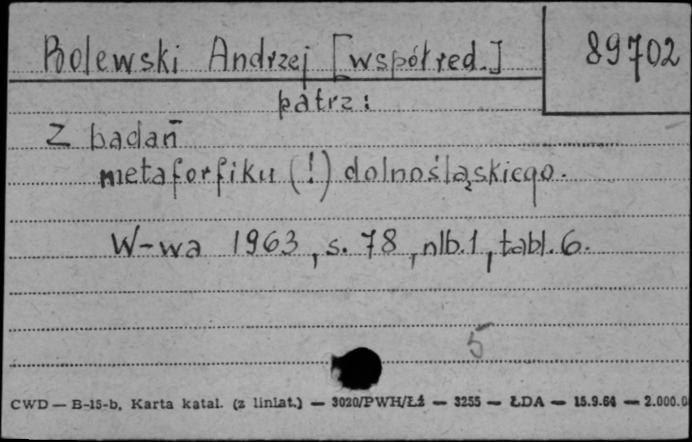 Bolewski Andrzej [współred.]
89702
patrz:
Z badań
metaforfiku (!) dolnośląskiego.
W-wa 1963, s. 78, nlb.1, tabl. 6.
5
CWD — B-15-b, Karta katal. (z liniat.) — 3020/PWH/Łź — 3255 — ŁDA — 15.9.64 — 2.000.0